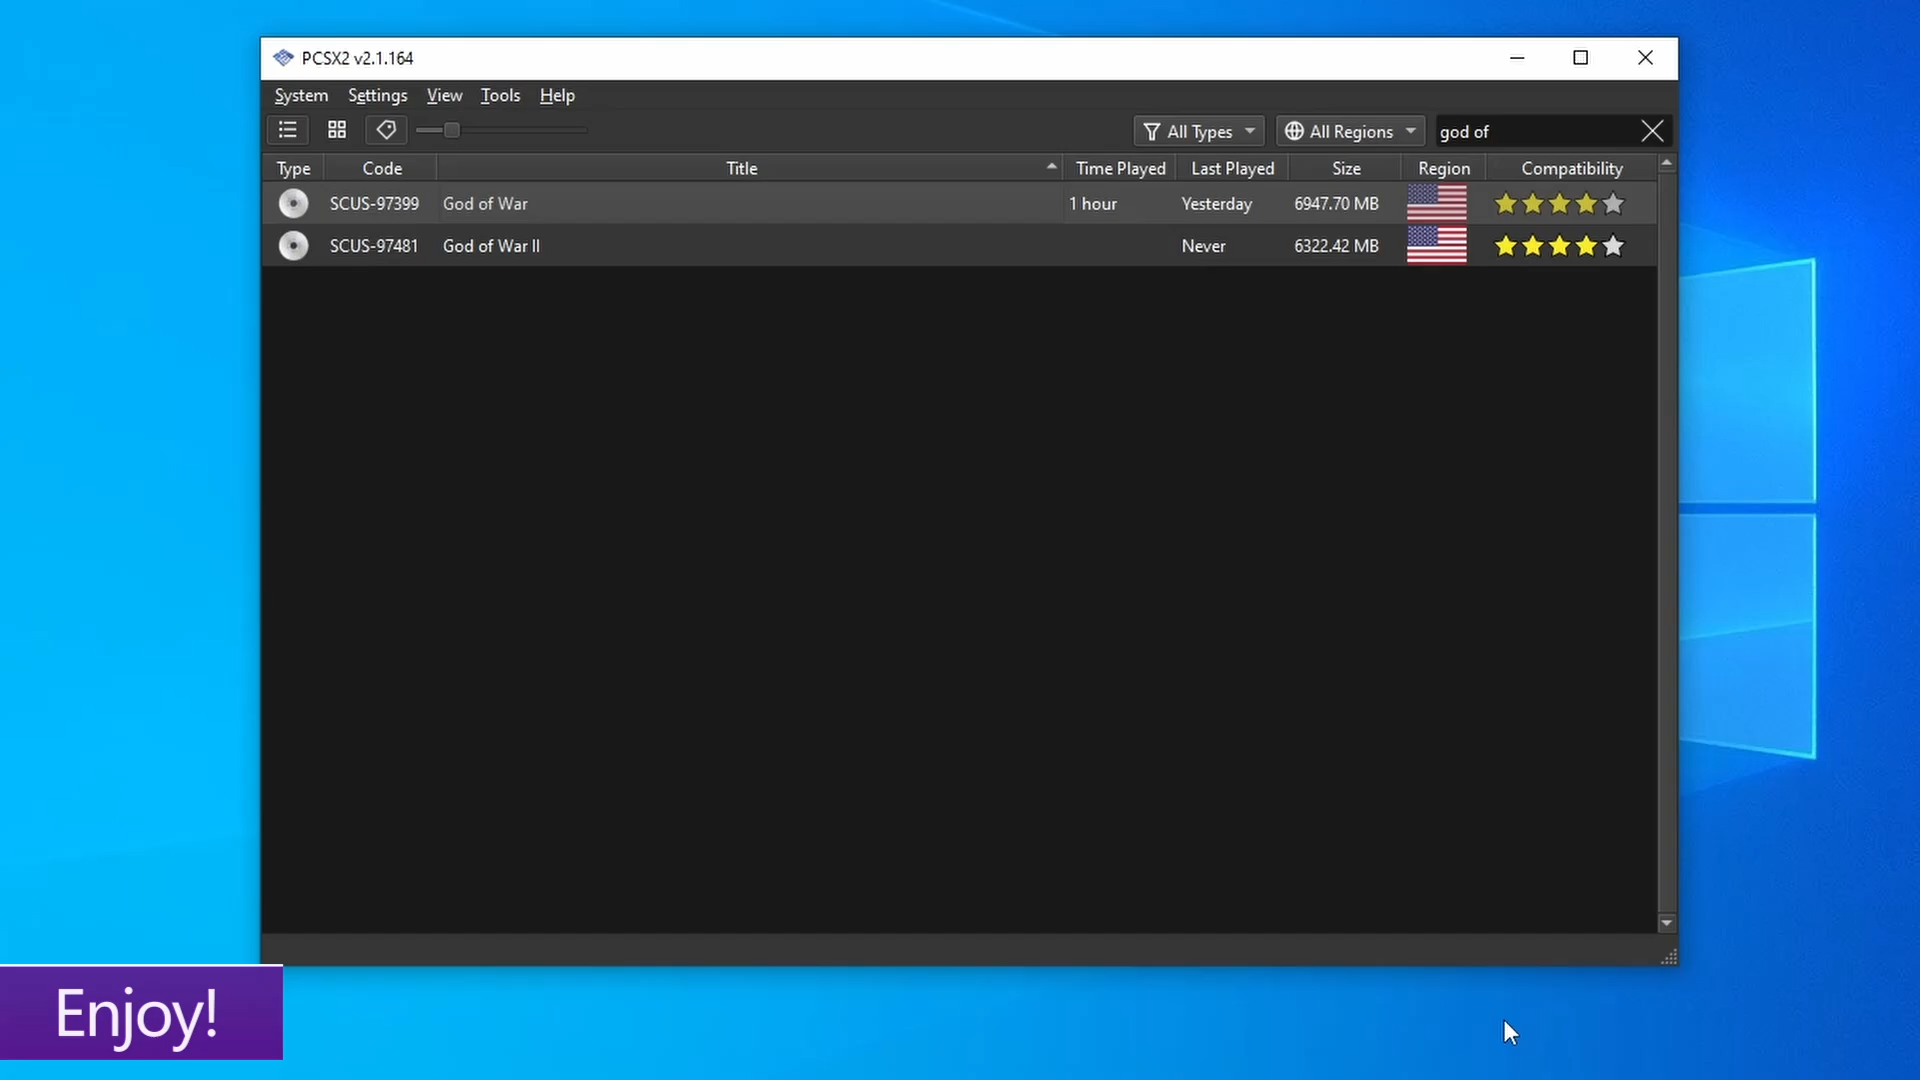 PCSX2 v2.1.164
System Settings View Tools Help
All Types All Regions god of
Type Code Title Time Played Last Played Size Region Compatibility
SCUS-97399 God of War 1 hour Yesterday 6947.70 MB
SCUS-97481 God of War II Never 6322.42 MB
Enjoy!